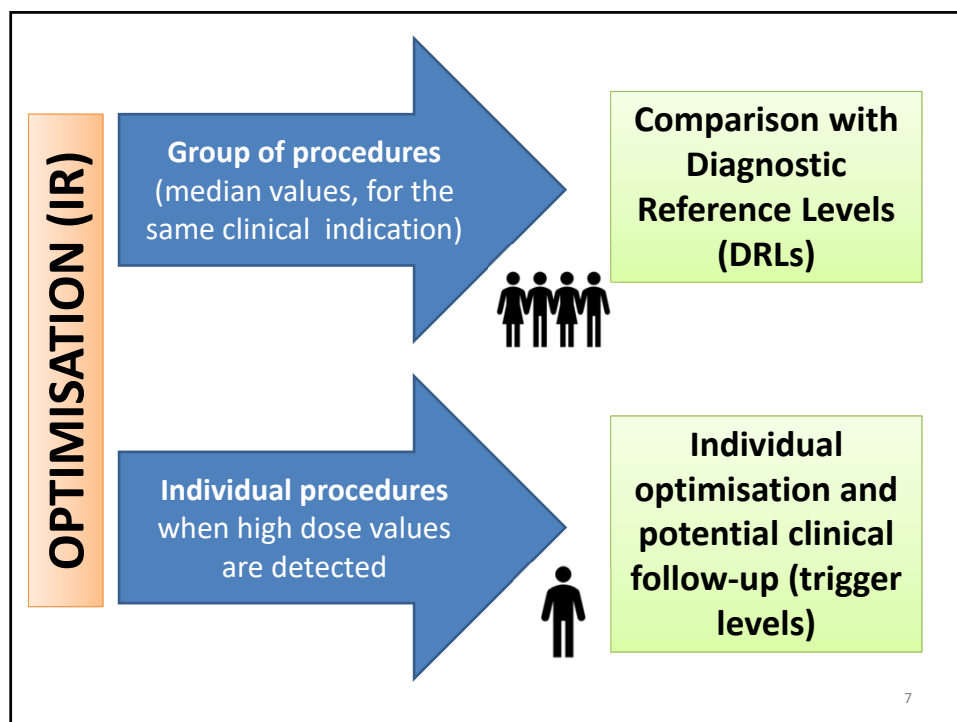 OPTIMISATION (IR)
Group of procedures
(median values, for the
same clinical  indication)
Comparison with
Diagnostic
Reference Levels
(DRLs)
Individual procedures
when high dose values
are detected
Individual
optimisation and
potential clinical
follow-up (trigger
levels)
7